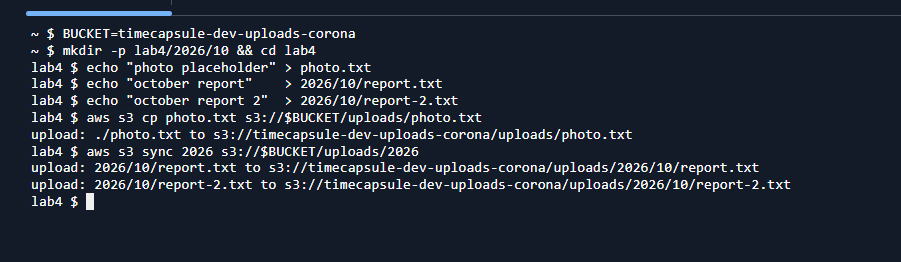 ~ $ BUCKET=timecapsule-dev-uploads-corona
~ $ mkdir -p lab4/2026/10 && cd lab4
lab4 $ echo "photo placeholder" > photo.txt
lab4 $ echo "october report"    > 2026/10/report.txt
lab4 $ echo "october report 2"  > 2026/10/report-2.txt
lab4 $ aws s3 cp photo.txt s3://$BUCKET/uploads/photo.txt
upload: ./photo.txt to s3://timecapsule-dev-uploads-corona/uploads/photo.txt
lab4 $ aws s3 sync 2026 s3://$BUCKET/uploads/2026
upload: 2026/10/report.txt to s3://timecapsule-dev-uploads-corona/uploads/2026/10/report.txt
upload: 2026/10/report-2.txt to s3://timecapsule-dev-uploads-corona/uploads/2026/10/report-2.txt
lab4 $